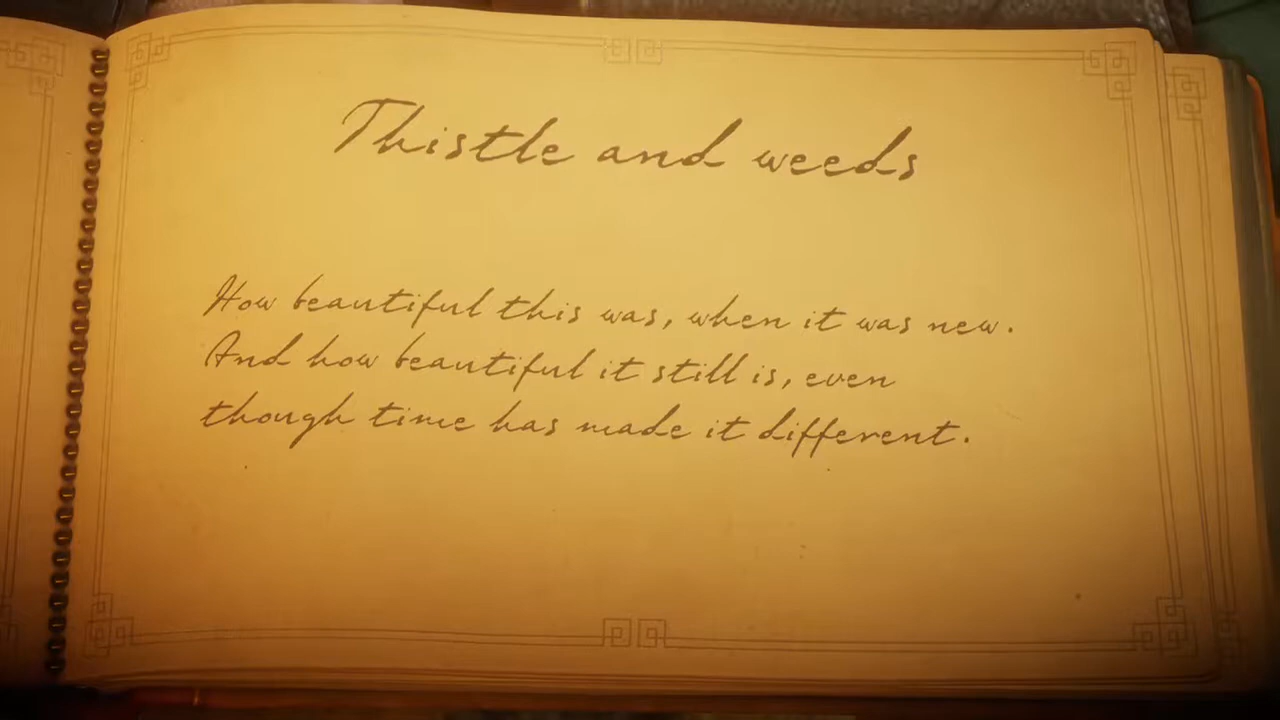 Thistle and weeds
How beautiful this was, when it was new.
And how beautiful it still is, even
though time has made it different.